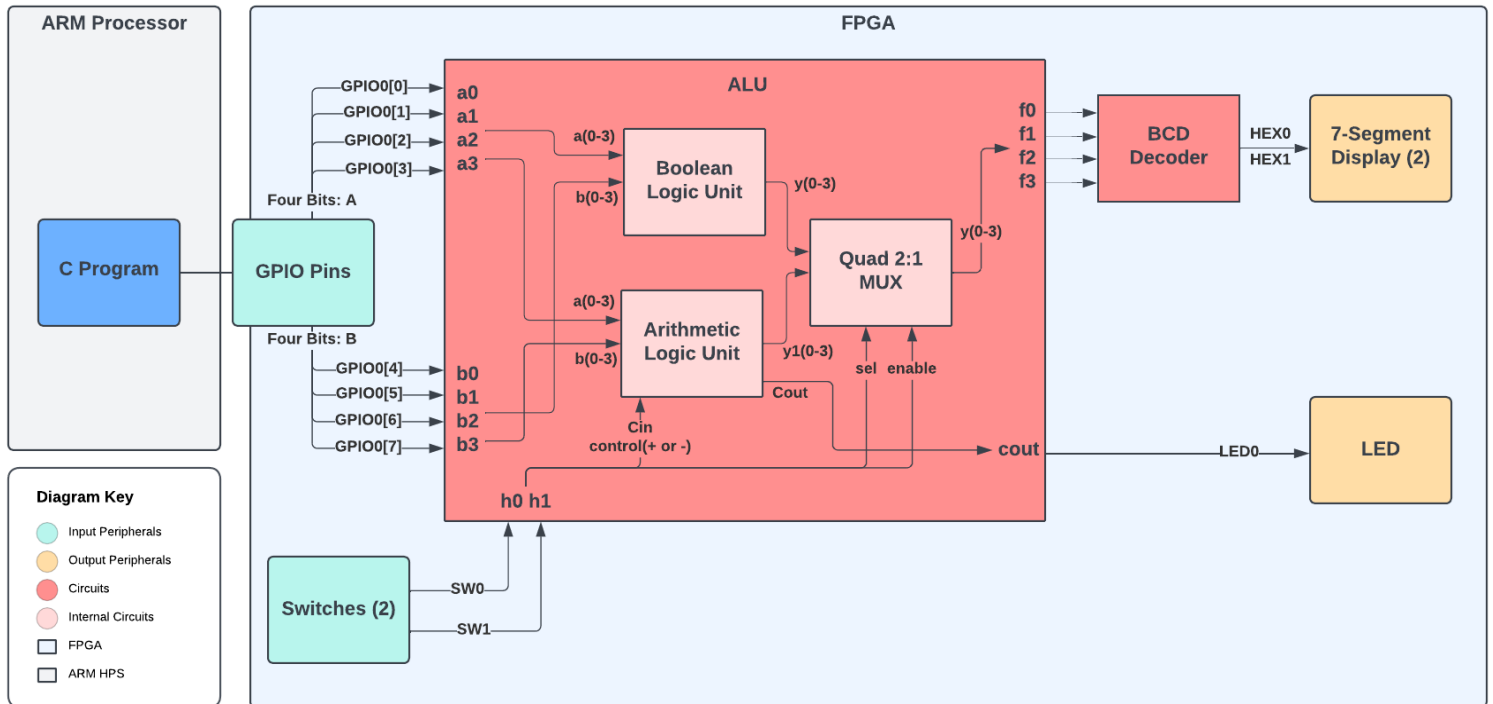 ARM Processor
FPGA
ALU
GPIO0[0]
GPIO0[1]
GPIO0[2]
GPIO0[3]
Four Bits: A
a0
a1
a2
a3
a(0-3)
b(0-3)
Boolean
Logic Unit
y(0-3)
f0
f1
f2
f3
BCD
Decoder
HEX0
HEX1
7-Segment
Display (2)
C Program
GPIO Pins
Quad 2:1
MUX
y(0-3)
Four Bits: B
GPIO0[4]
GPIO0[5]
GPIO0[6]
GPIO0[7]
b0
b1
b2
b3
a(0-3)
b(0-3)
Arithmetic
Logic Unit
y1(0-3)
Cout
sel
enable
Cin
control(+ or -)
cout
LED0
LED
h0 h1
Switches (2)
SW0
SW1
Diagram Key
Input Peripherals
Output Peripherals
Circuits
Internal Circuits
FPGA
ARM HPS